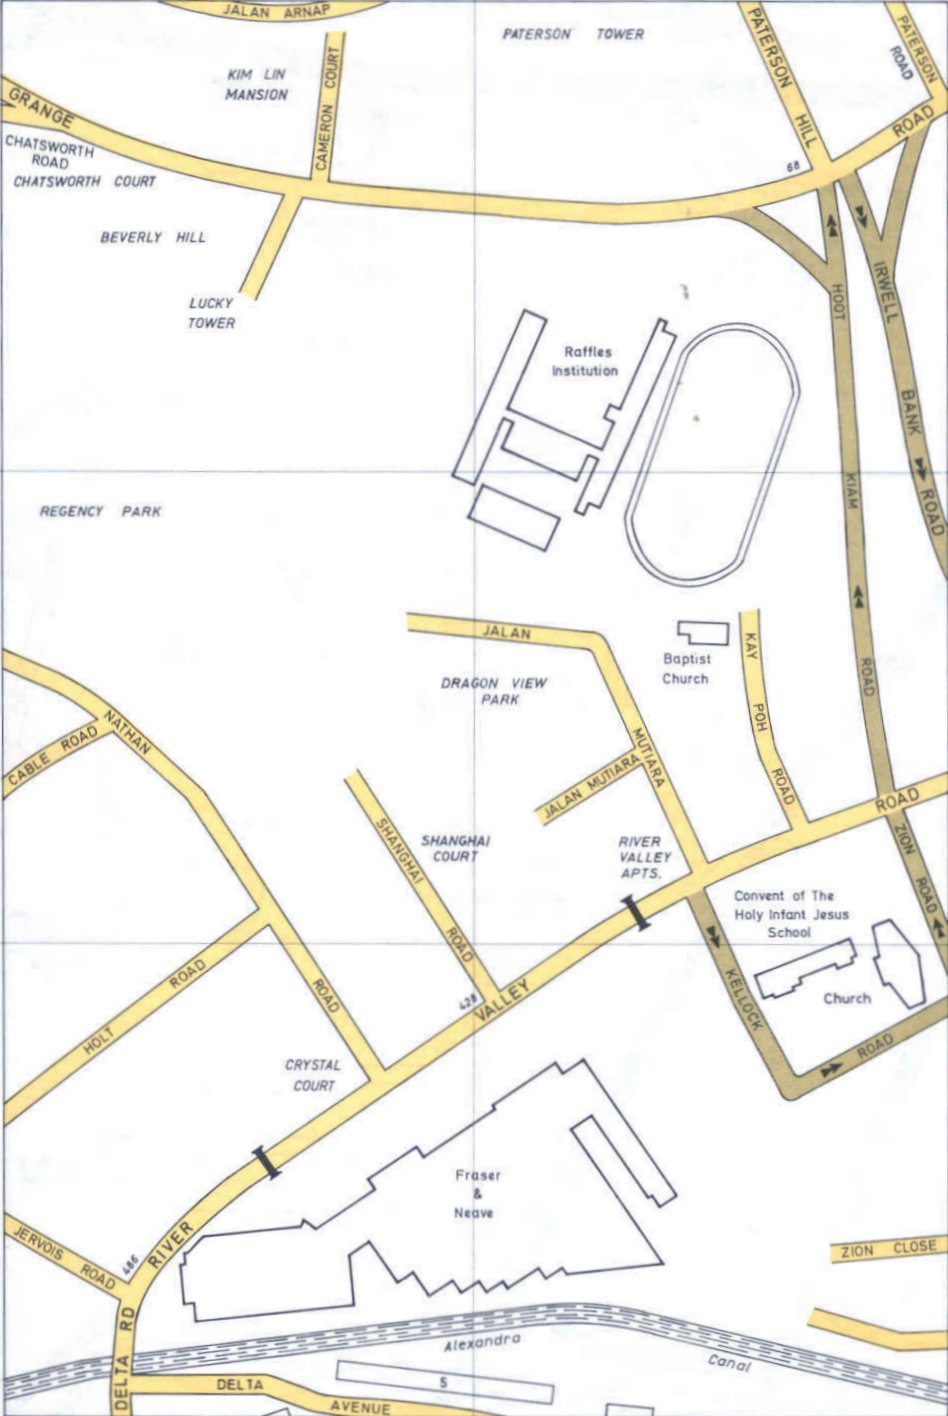 JALAN ARNAP
PATERSON TOWER
PATERSON
HILL
PATERSON
ROAD
KIM LIN
MANSION
CAMERON COURT
GRANGE
ROAD
CHATSWORTH
ROAD
CHATSWORTH COURT
68
BEVERLY HILL
LUCKY
TOWER
HOOT
KIAM
ROAD
IRWELL
BANK
ROAD
Raffles
Institution
REGENCY PARK
JALAN
MUTIARA
DRAGON VIEW
PARK
Baptist
Church
KAY
POH
ROAD
NATHAN
ROAD
CABLE ROAD
JALAN MUTIARA
SHANGHAI
ROAD
SHANGHAI
COURT
RIVER
VALLEY
APTS.
ROAD
ZION
ROAD
Convent of The
Holy Infant Jesus
School
Church
KELLOCK
ROAD
HOLT ROAD
428
VALLEY
CRYSTAL
COURT
Fraser
&
Neave
RIVER
486
JERVOIS
ROAD
ZION CLOSE
DELTA RD
Alexandra
Canal
DELTA
AVENUE
5